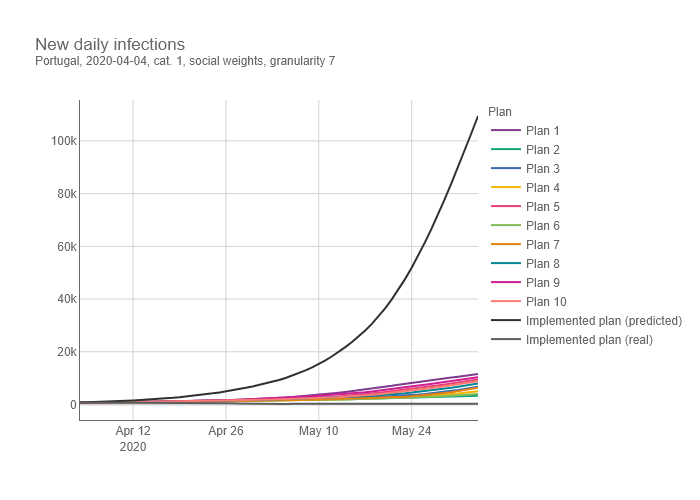 New daily infections
Portugal, 2020-04-04, cat. 1, social weights, granularity 7
100k
80k
60k
40k
20k
0
Apr 12
2020
Apr 26
May 10
May 24
Plan
Plan 1
Plan 2
Plan 3
Plan 4
Plan 5
Plan 6
Plan 7
Plan 8
Plan 9
Plan 10
Implemented plan (predicted)
Implemented plan (real)